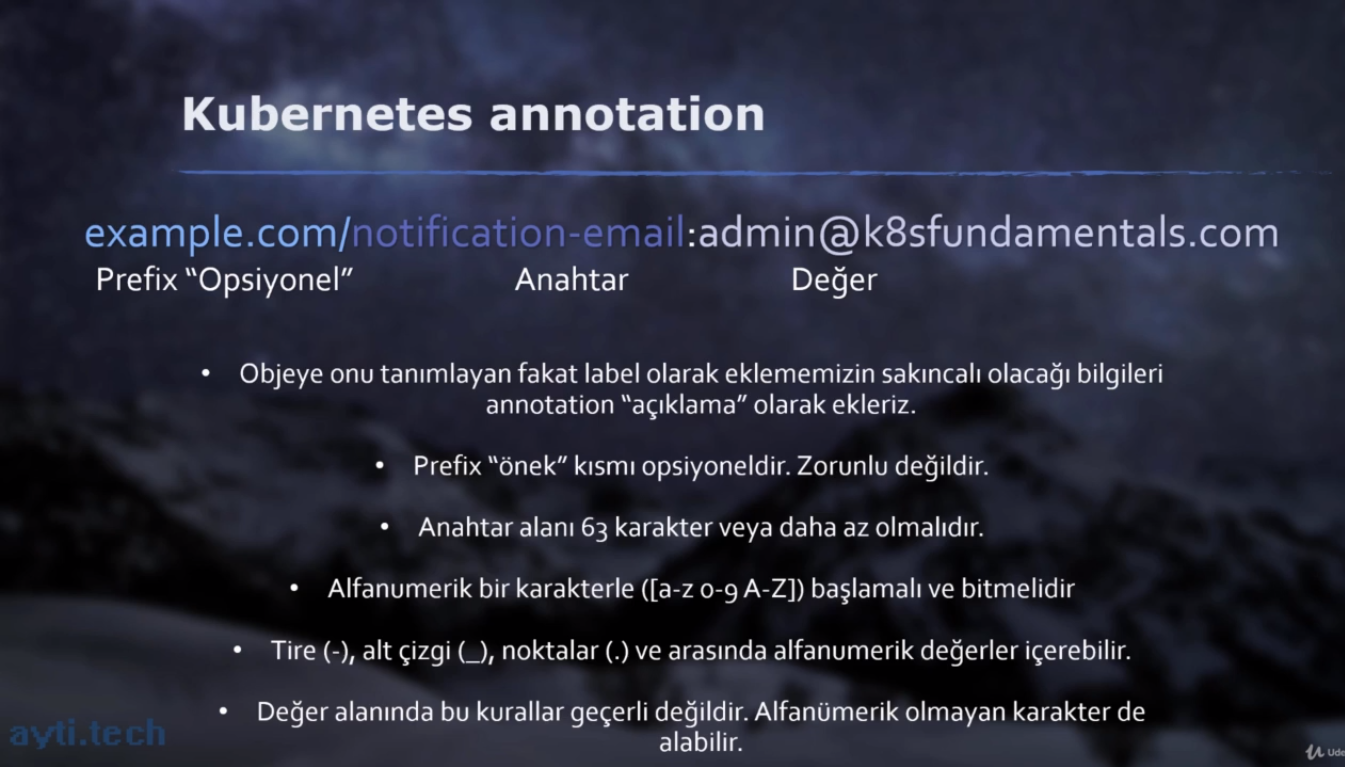 Kubernetes annotation
example.com/notification-email:admin@k8sfundamentals.com
Prefix “Opsiyonel” Anahtar Değer
• Objeye onu tanımlayan fakat label olarak eklememizin sakıncalı olacağı bilgileri
annotation “açıklama” olarak ekleriz.
• Prefix “önek” kısmı opsiyoneldir. Zorunlu değildir.
• Anahtar alanı 63 karakter veya daha az olmalıdır.
• Alfanumerik bir karakterle ([a-z 0-9 A-Z]) başlamalı ve bitmelidir
• Tire (-), alt çizgi (_), noktalar (.) ve arasında alfanumerik değerler içerebilir.
• Değer alanında bu kurallar geçerli değildir. Alfanümerik olmayan karakter de
alabilir.
ayti.tech